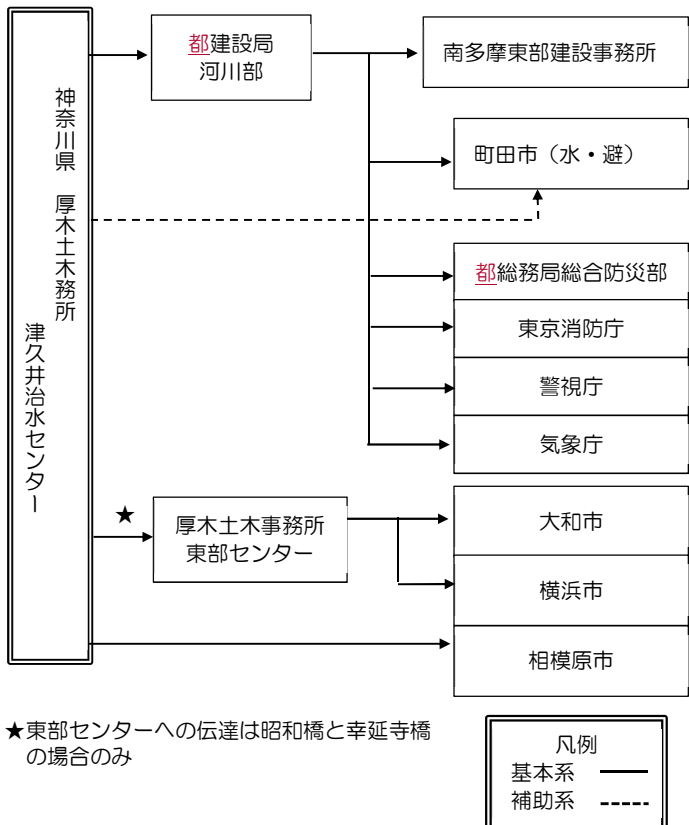 神奈川県　厚木土木務所
津久井治水センター
都建設局
河川部
南多摩東部建設事務所
町田市（水・避）
都総務局総合防災部
東京消防庁
警視庁
気象庁
★
厚木土木事務所
東部センター
大和市
横浜市
相模原市
★東部センターへの伝達は昭和橋と幸延寺橋
の場合のみ
凡例
基本系
補助系